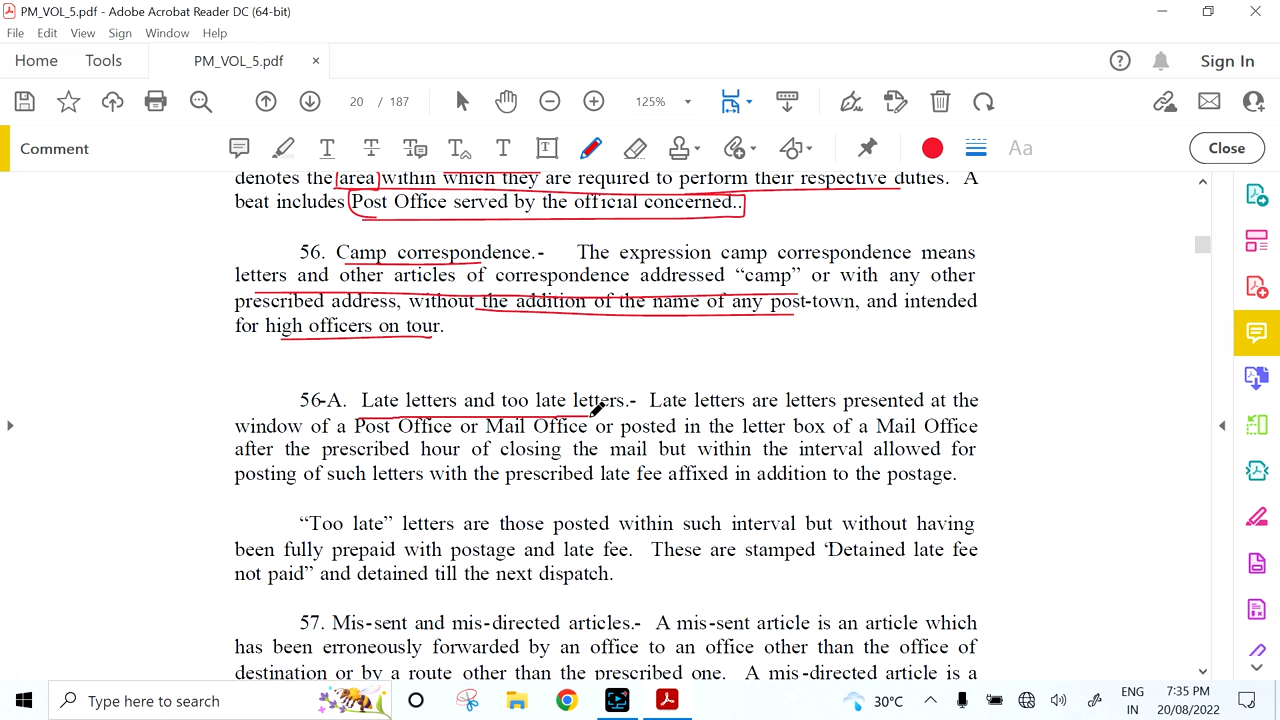 PM_VOL_5.pdf - Adobe Acrobat Reader DC (64-bit)
File Edit View Sign Window Help
Home Tools PM_VOL_5.pdf × Sign In
20 / 187 125%
Comment Aa Close
denotes the area within which they are required to perform their respective duties. A
beat includes Post Office served by the official concerned..
56. Camp correspondence.- The expression camp correspondence means
letters and other articles of correspondence addressed “camp” or with any other
prescribed address, without the addition of the name of any post-town, and intended
for high officers on tour.
56-A. Late letters and too late letters.- Late letters are letters presented at the
window of a Post Office or Mail Office or posted in the letter box of a Mail Office
after the prescribed hour of closing the mail but within the interval allowed for
posting of such letters with the prescribed late fee affixed in addition to the postage.
“Too late” letters are those posted within such interval but without having
been fully prepaid with postage and late fee. These are stamped ‘Detained late fee
not paid” and detained till the next dispatch.
57. Mis-sent and mis-directed articles.- A mis-sent article is an article which
has been erroneously forwarded by an office to an office other than the office of
destination or by a route other than the prescribed one. A mis-directed article is a
Type here to search
30°C
ENG
IN
7:35 PM
20/08/2022